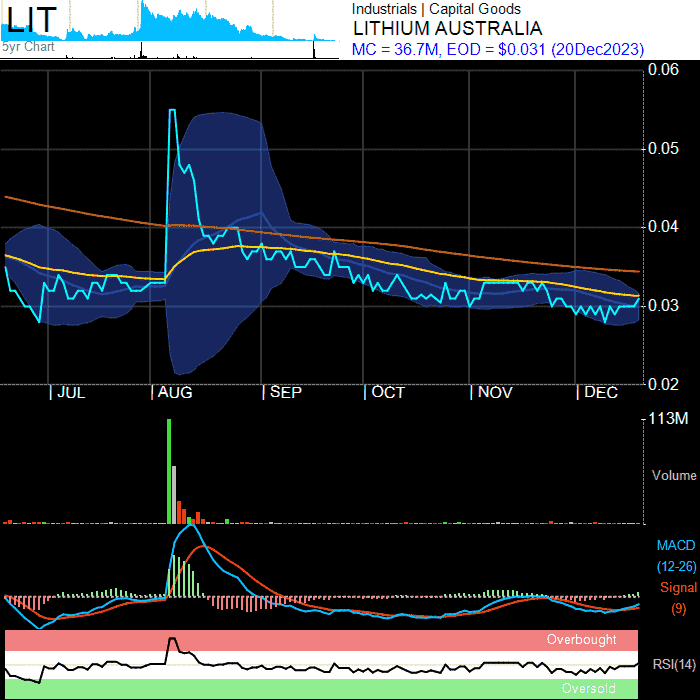 LIT
5yr Chart
Industrials | Capital Goods
LITHIUM AUSTRALIA
MC = 36.7M, EOD = $0.031 (20Dec2023)
0.06
0.05
0.04
0.03
0.02
| JUL | AUG | SEP | OCT | NOV | DEC
113M
Volume
MACD
(12-26)
Signal
(9)
Overbought
RSI(14)
Oversold